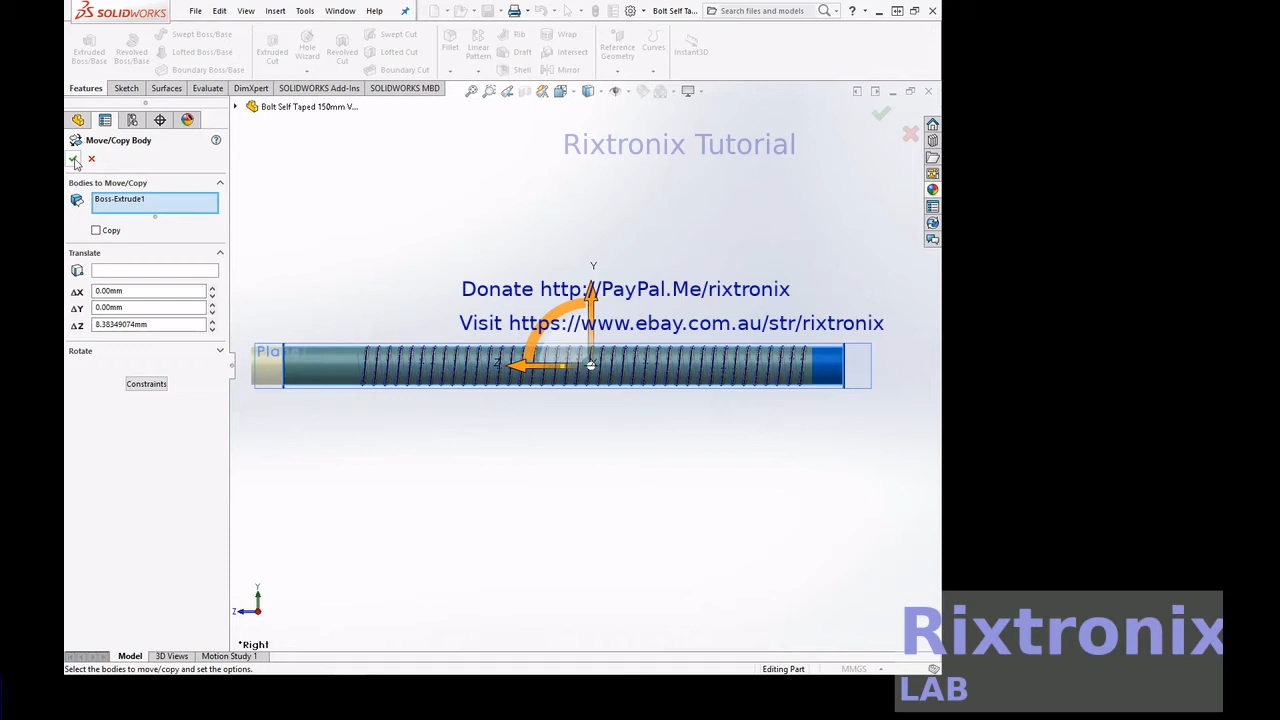 SOLIDWORKS
File Edit View Insert Tools Window Help
Bolt Self Ta...
Search files and models
Extruded Boss/Base
Revolved Boss/Base
Swept Boss/Base
Lofted Boss/Base
Boundary Boss/Base
Extruded Cut
Hole Wizard
Revolved Cut
Swept Cut
Lofted Cut
Boundary Cut
Fillet
Linear Pattern
Rib
Draft
Shell
Wrap
Intersect
Mirror
Reference Geometry
Curves
Instant3D
Features Sketch Surfaces Evaluate DimXpert SOLIDWORKS Add-Ins SOLIDWORKS MBD
Bolt Self Taped 150mm V...
Move/Copy Body
Bodies to Move/Copy
Boss-Extrude1
Copy
Translate
ΔX 0.00mm
ΔY 0.00mm
ΔZ 8.38349074mm
Rotate
Constraints
Rixtronix Tutorial
Y
Donate http://PayPal.Me/rixtronix
Visit https://www.ebay.com.au/str/rixtronix
Z
Y
Z
*Right
Model 3D Views Motion Study 1
Select the bodies to move/copy and set the options.
Editing Part
MMGS
Rixtronix
LAB